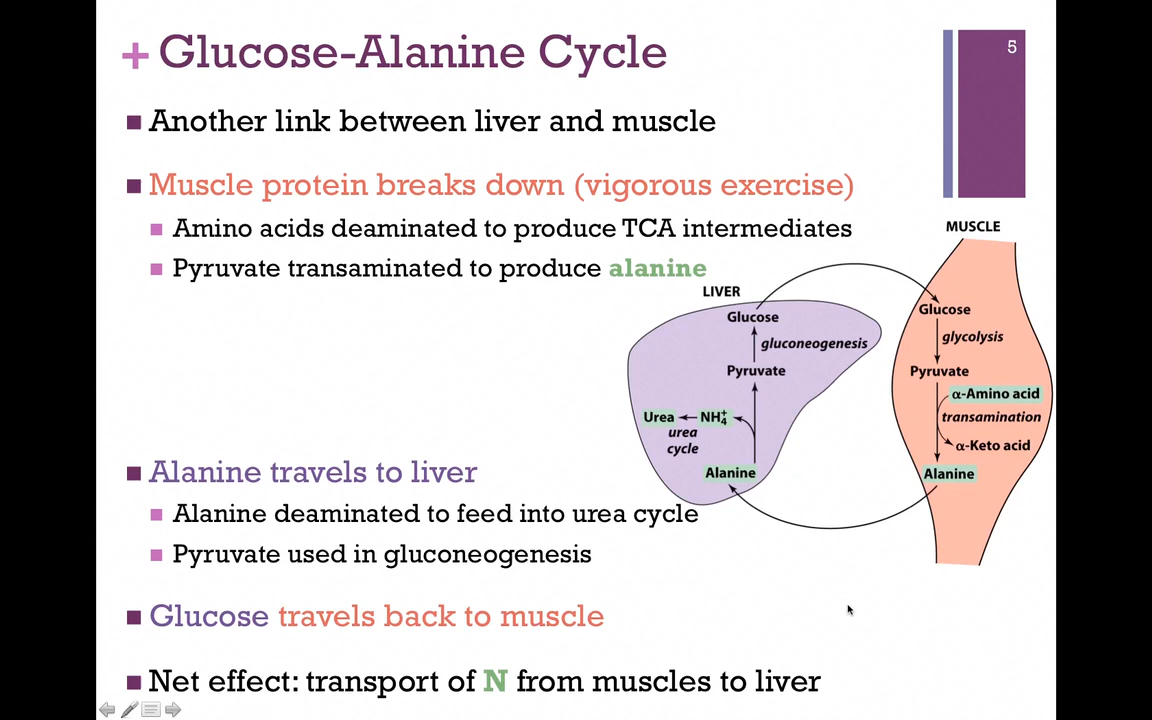 5
+ Glucose-Alanine Cycle
Another link between liver and muscle
Muscle protein breaks down (vigorous exercise)
Amino acids deaminated to produce TCA intermediates
Pyruvate transaminated to produce alanine
Alanine travels to liver
Alanine deaminated to feed into urea cycle
Pyruvate used in gluconeogenesis
Glucose travels back to muscle
Net effect: transport of N from muscles to liver
LIVER
Glucose
gluconeogenesis
Pyruvate
Urea NH4+
urea
cycle
Alanine
MUSCLE
Glucose
glycolysis
Pyruvate
α-Amino acid
transamination
α-Keto acid
Alanine